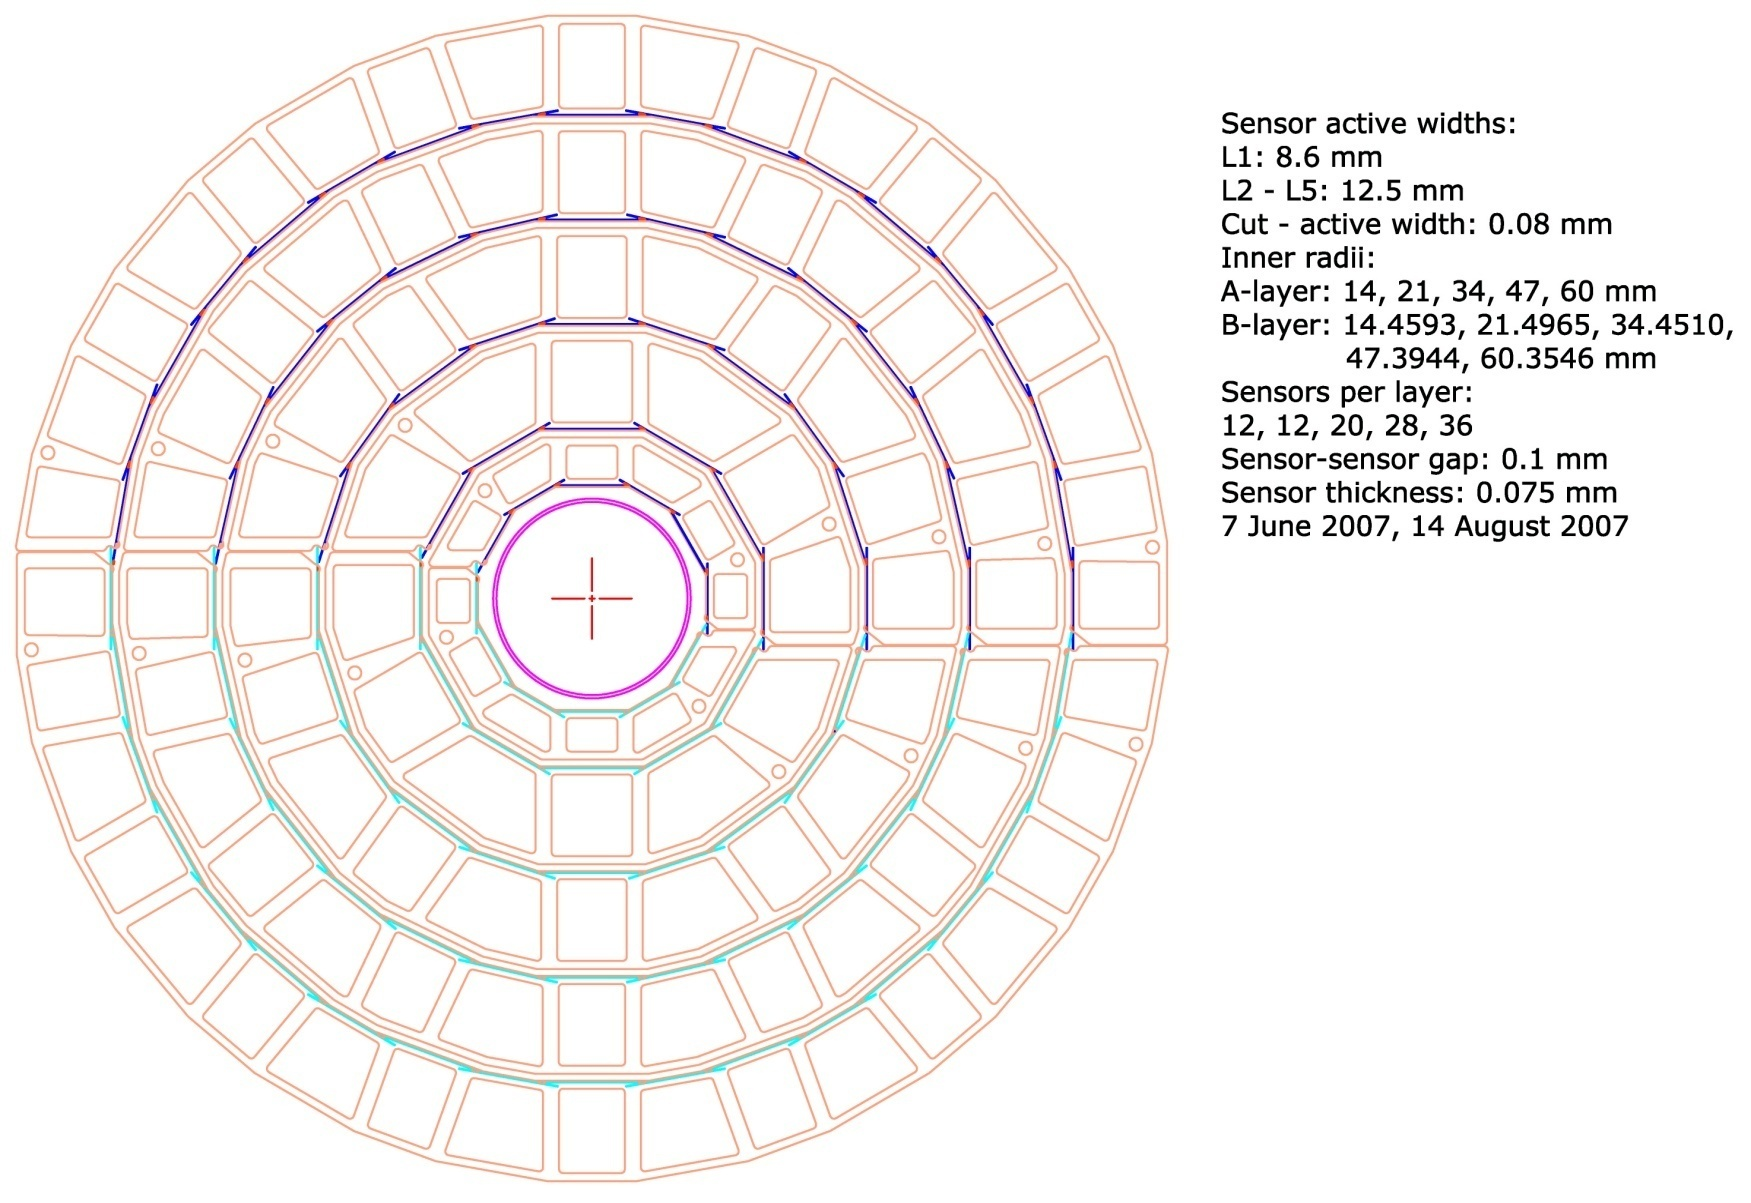 Sensor active widths:
L1: 8.6 mm
L2 - L5: 12.5 mm
Cut - active width: 0.08 mm
Inner radii:
A-layer: 14, 21, 34, 47, 60 mm
B-layer: 14.4593, 21.4965, 34.4510,
47.3944, 60.3546 mm
Sensors per layer:
12, 12, 20, 28, 36
Sensor-sensor gap: 0.1 mm
Sensor thickness: 0.075 mm
7 June 2007, 14 August 2007